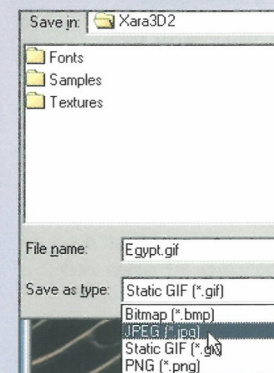 Save in: Xara3D2
Fonts
Samples
Textures
File name: Egypt.gif
Save as type: Static GIF (*.gif)
Bitmap (*.bmp)
JPEG (*.jpg)
Static GIF (*.gif)
PNG (*.png)